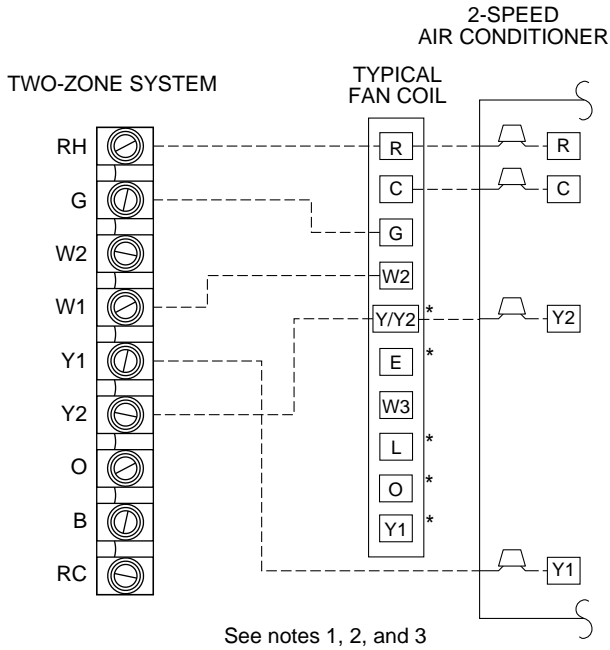 2-SPEED
AIR CONDITIONER
TWO-ZONE SYSTEM
TYPICAL
FAN COIL
RH
G
W2
W1
Y1
Y2
O
B
RC
R
C
G
W2
Y/Y2 *
E *
W3
L *
O *
Y1 *
R
C
Y2
Y1
See notes 1, 2, and 3